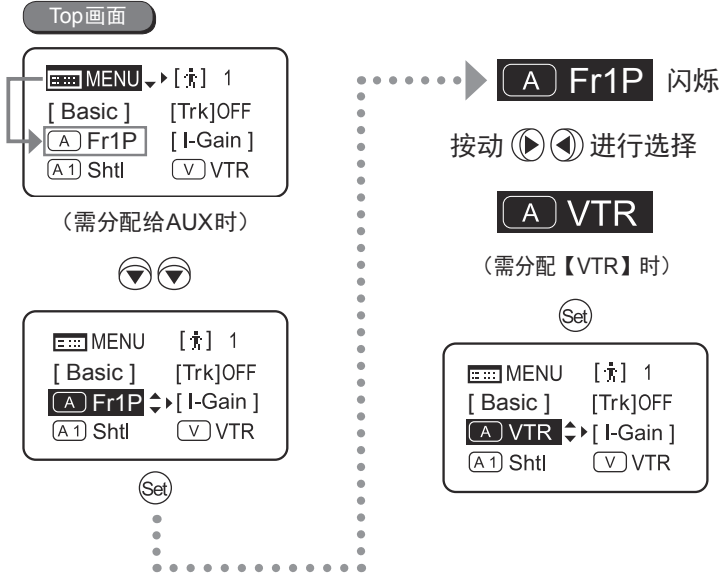 Top画面
MENU [ ] 1
[ Basic ] [Trk]OFF
A Fr1P [ I-Gain ]
A 1 Shtl V VTR
（需分配给AUX时）
MENU [ ] 1
[ Basic ] [Trk]OFF
A Fr1P [ I-Gain ]
A 1 Shtl V VTR
Set
A Fr1P 闪烁
按动 进行选择
A VTR
（需分配【VTR】时）
Set
MENU [ ] 1
[ Basic ] [Trk]OFF
A VTR [ I-Gain ]
A 1 Shtl V VTR